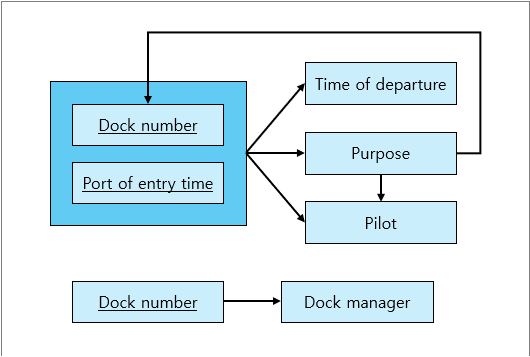 Time of departure
Dock number
Purpose
Port of entry time
Pilot
Dock number
Dock manager